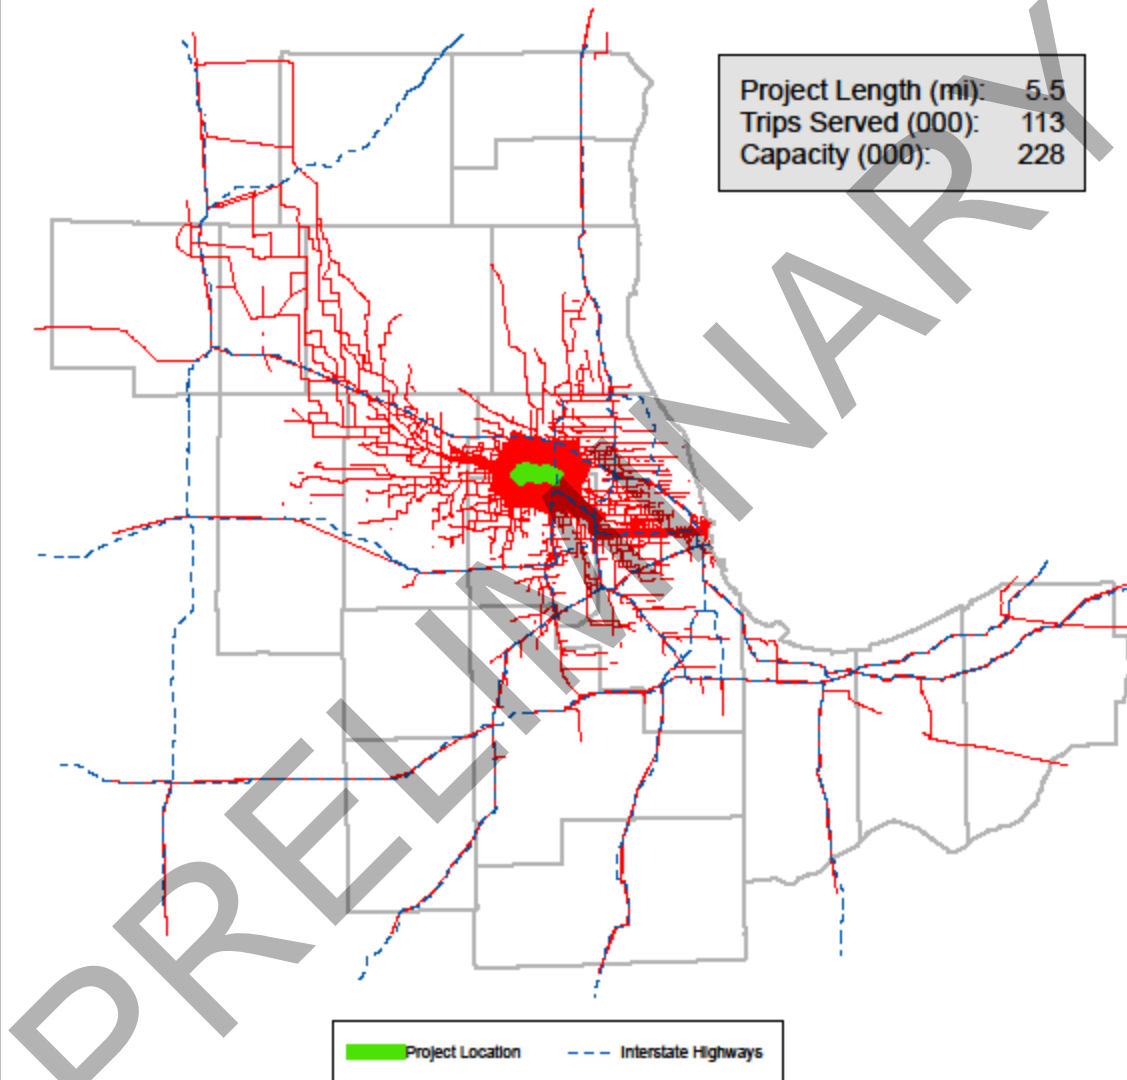 Project Length (mi): 5.5
Trips Served (000): 113
Capacity (000): 228
PRELIMINARY
Project Location
Interstate Highways